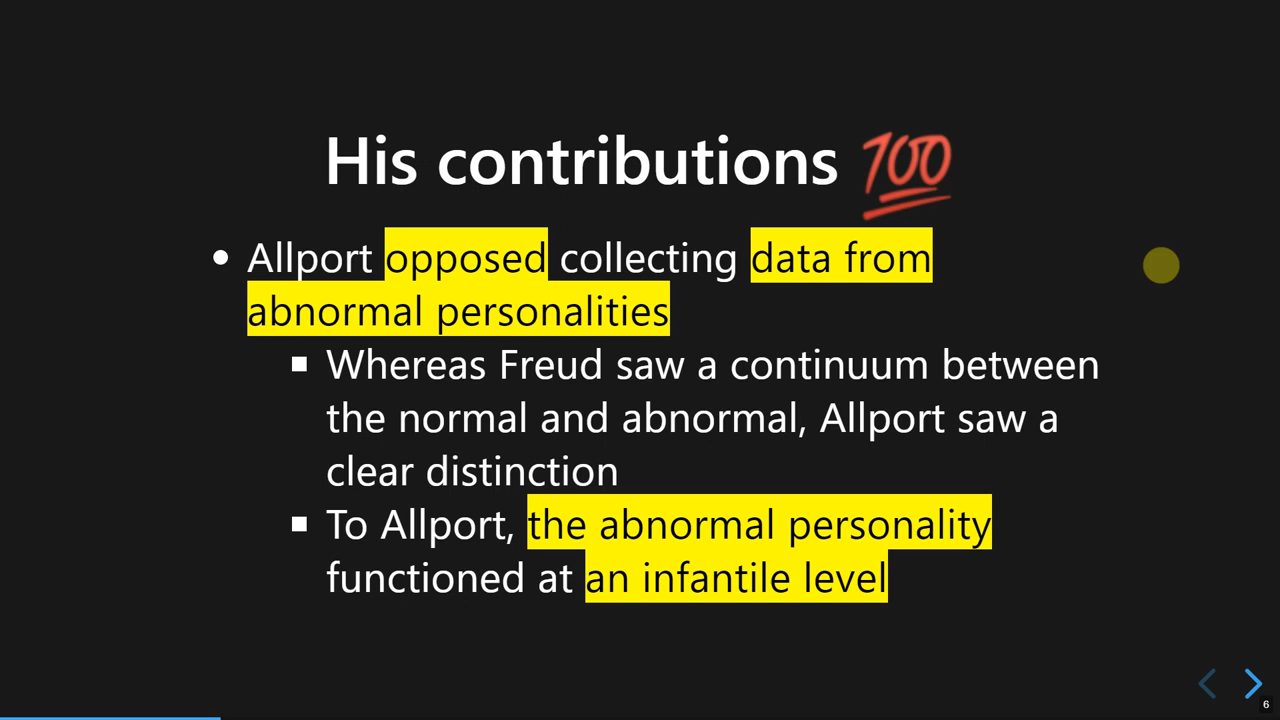 His contributions 💯
• Allport opposed collecting data from
abnormal personalities
▪ Whereas Freud saw a continuum between
the normal and abnormal, Allport saw a
clear distinction
▪ To Allport, the abnormal personality
functioned at an infantile level
6